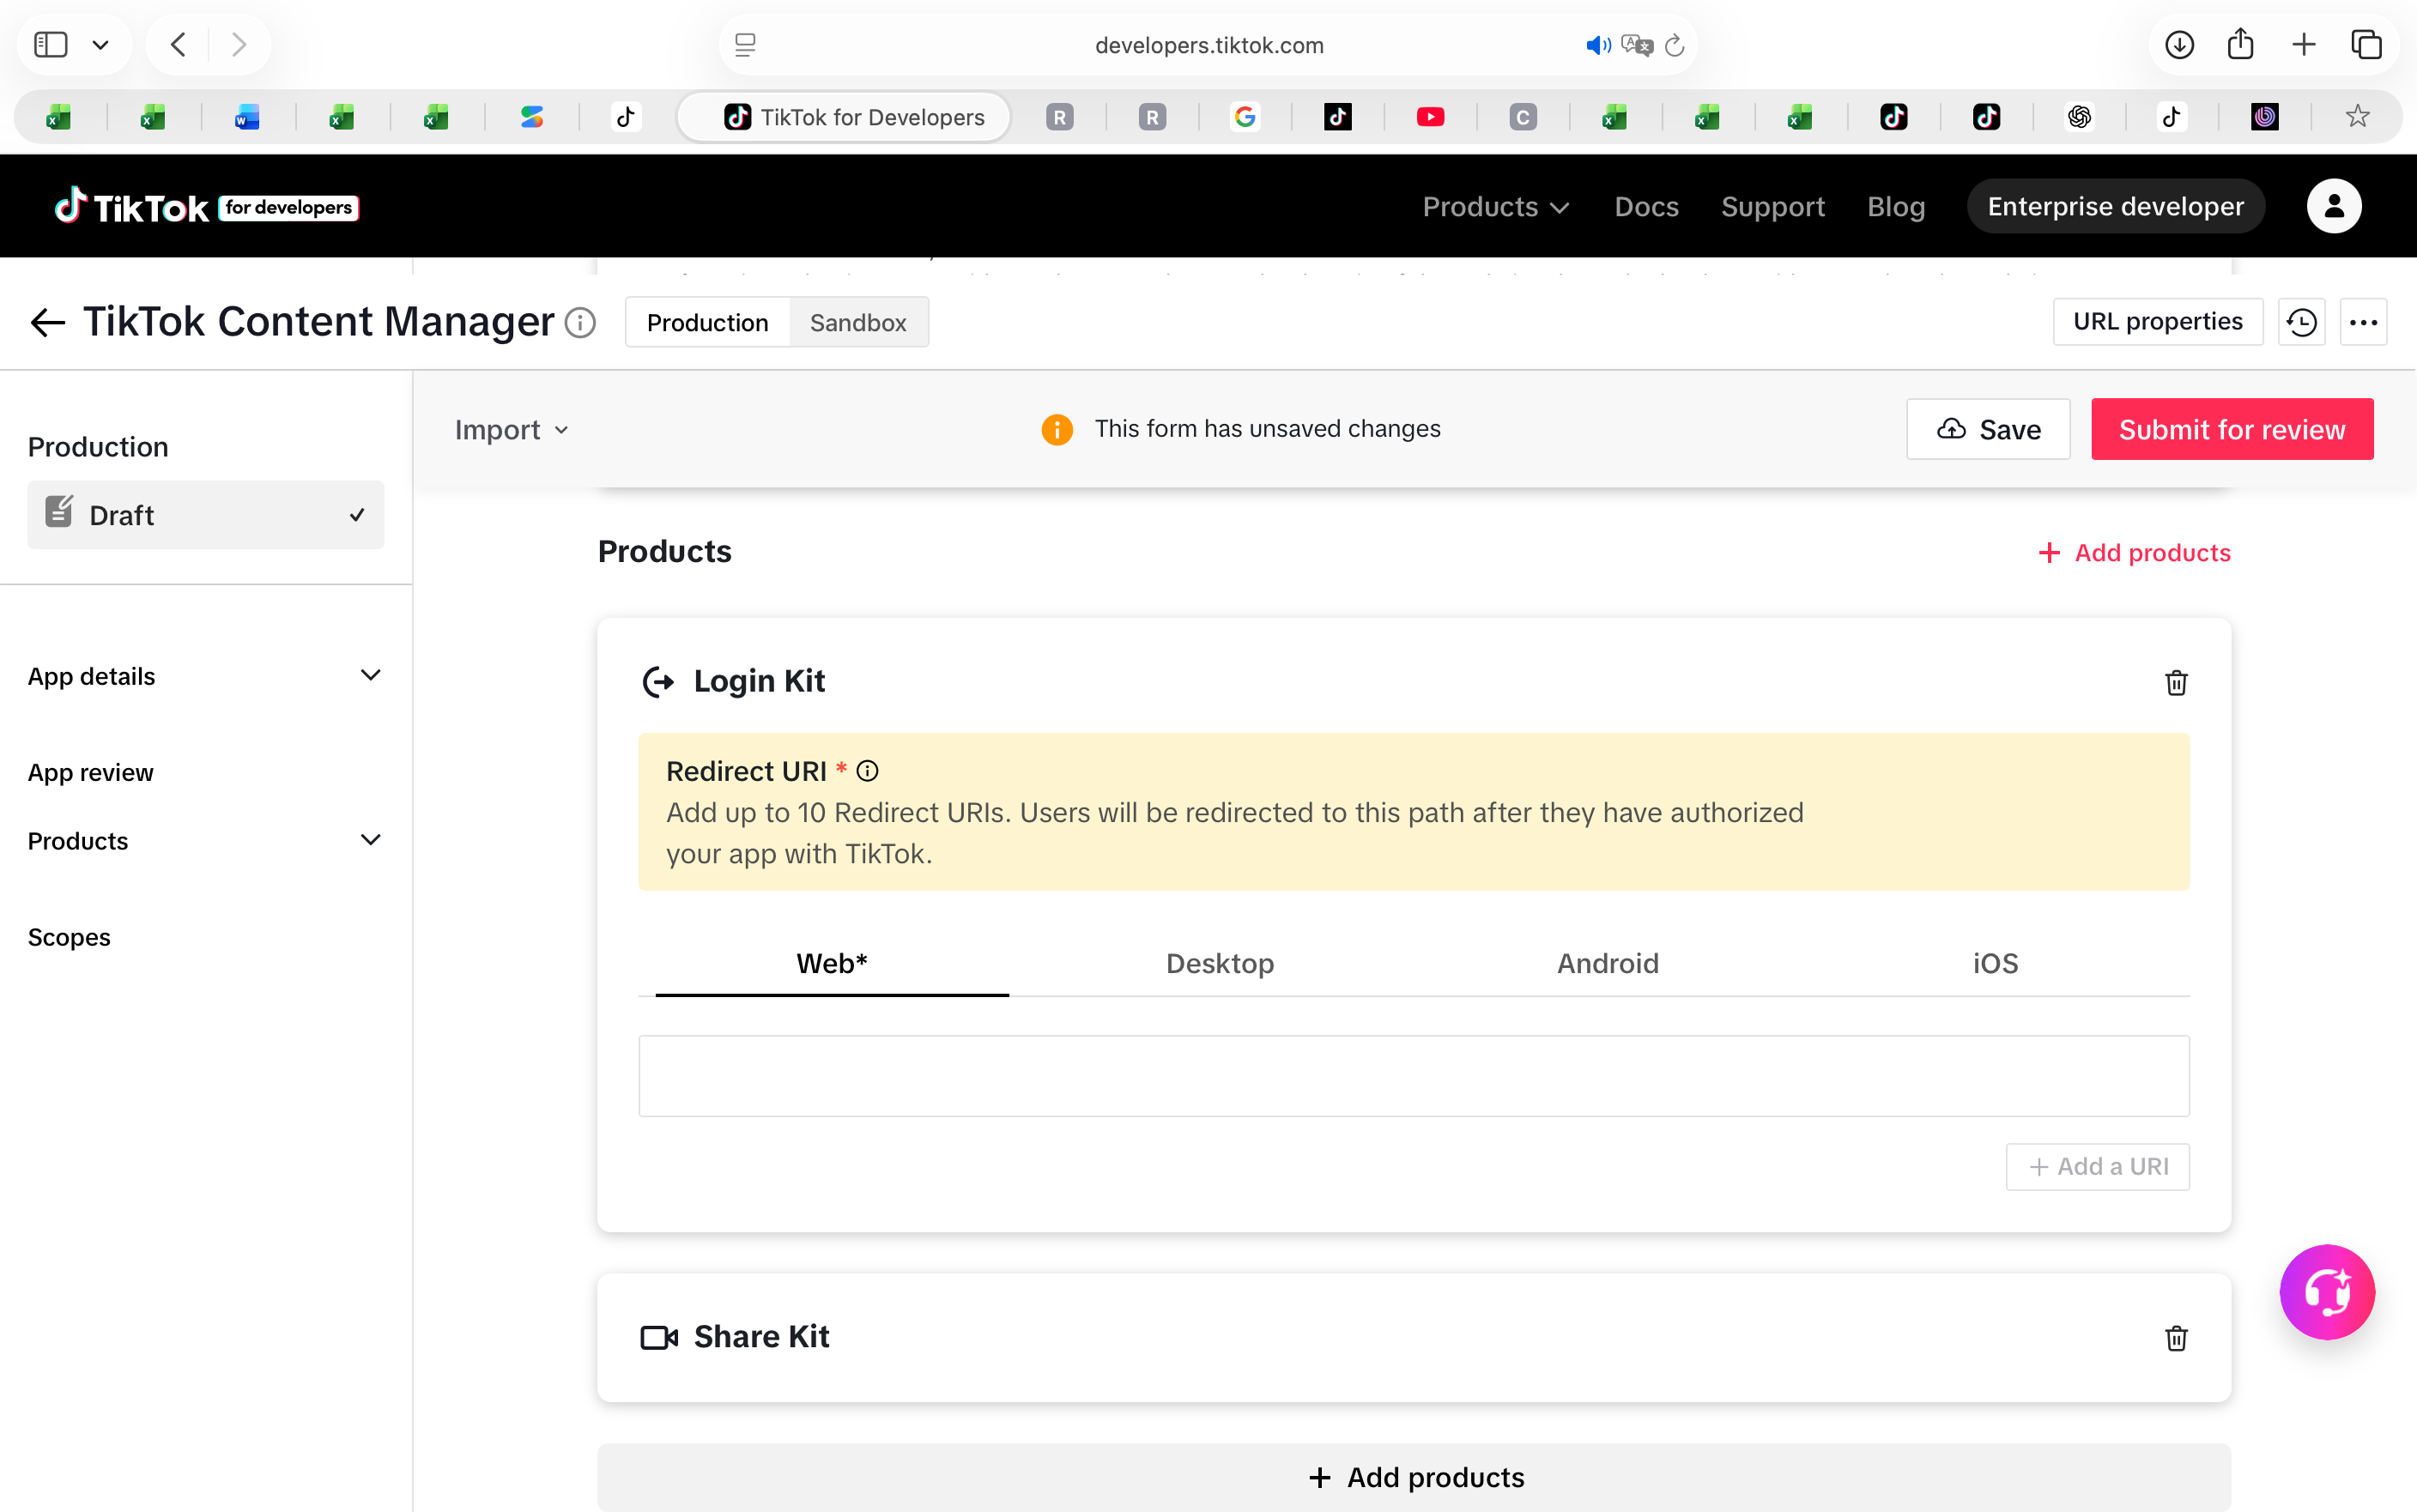 developers.tiktok.com
TikTok for Developers
R
R
C
TikTok for developers
Products
Docs
Support
Blog
Enterprise developer
TikTok Content Manager
Production
Sandbox
URL properties
Import
This form has unsaved changes
Save
Submit for review
Production
Draft
App details
App review
Products
Scopes
Products
+ Add products
Login Kit
Redirect URI *
Add up to 10 Redirect URIs. Users will be redirected to this path after they have authorized
your app with TikTok.
Web*
Desktop
Android
iOS
+ Add a URI
Share Kit
+ Add products